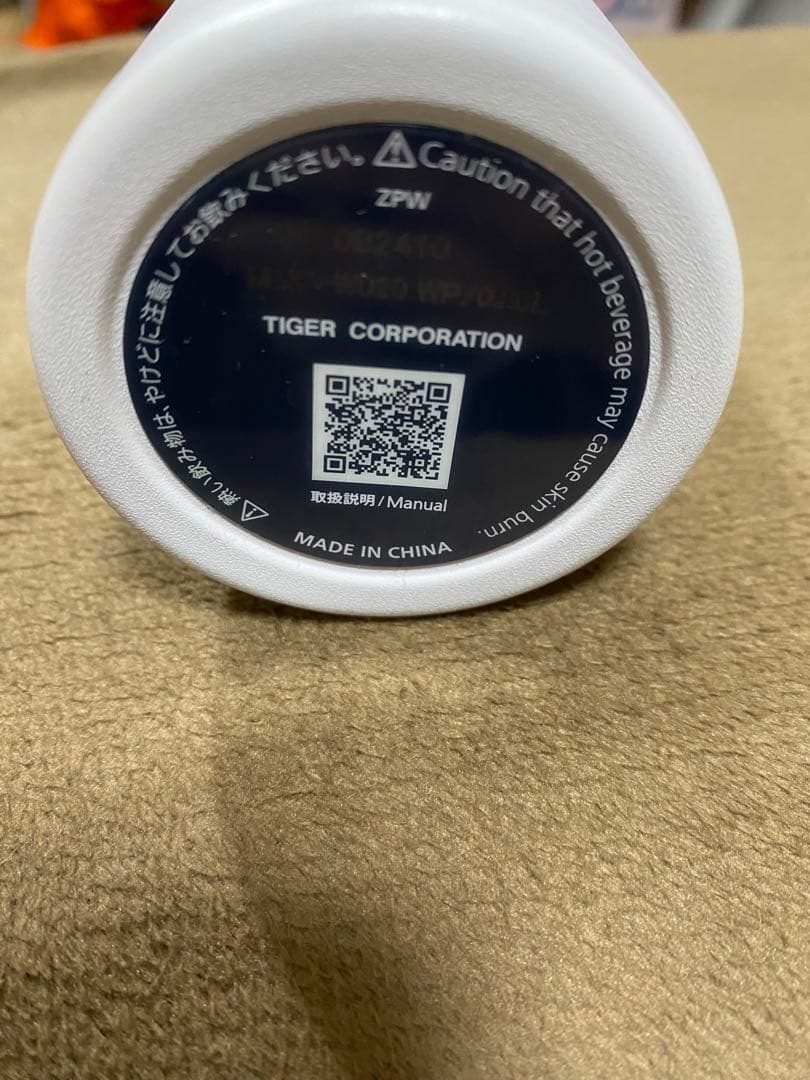 ⚠熱い飲み物は、やけどに注意してお飲みください。
⚠Caution that hot beverage may cause skin burn.
ZPW
002410
TIGER CORPORATION
取扱説明/Manual
MADE IN CHINA